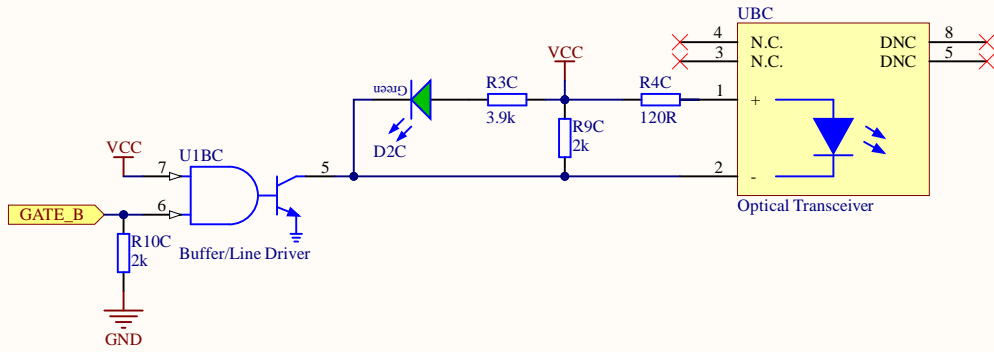 UBC
4
N.C.
DNC
8
3
N.C.
DNC
5
VCC
Green
R3C
3.9k
R4C
120R
1
+
D2C
R9C
2k
VCC
7
U1BC
5
2
-
GATE_B
6
Optical Transceiver
R10C
2k
Buffer/Line Driver
GND